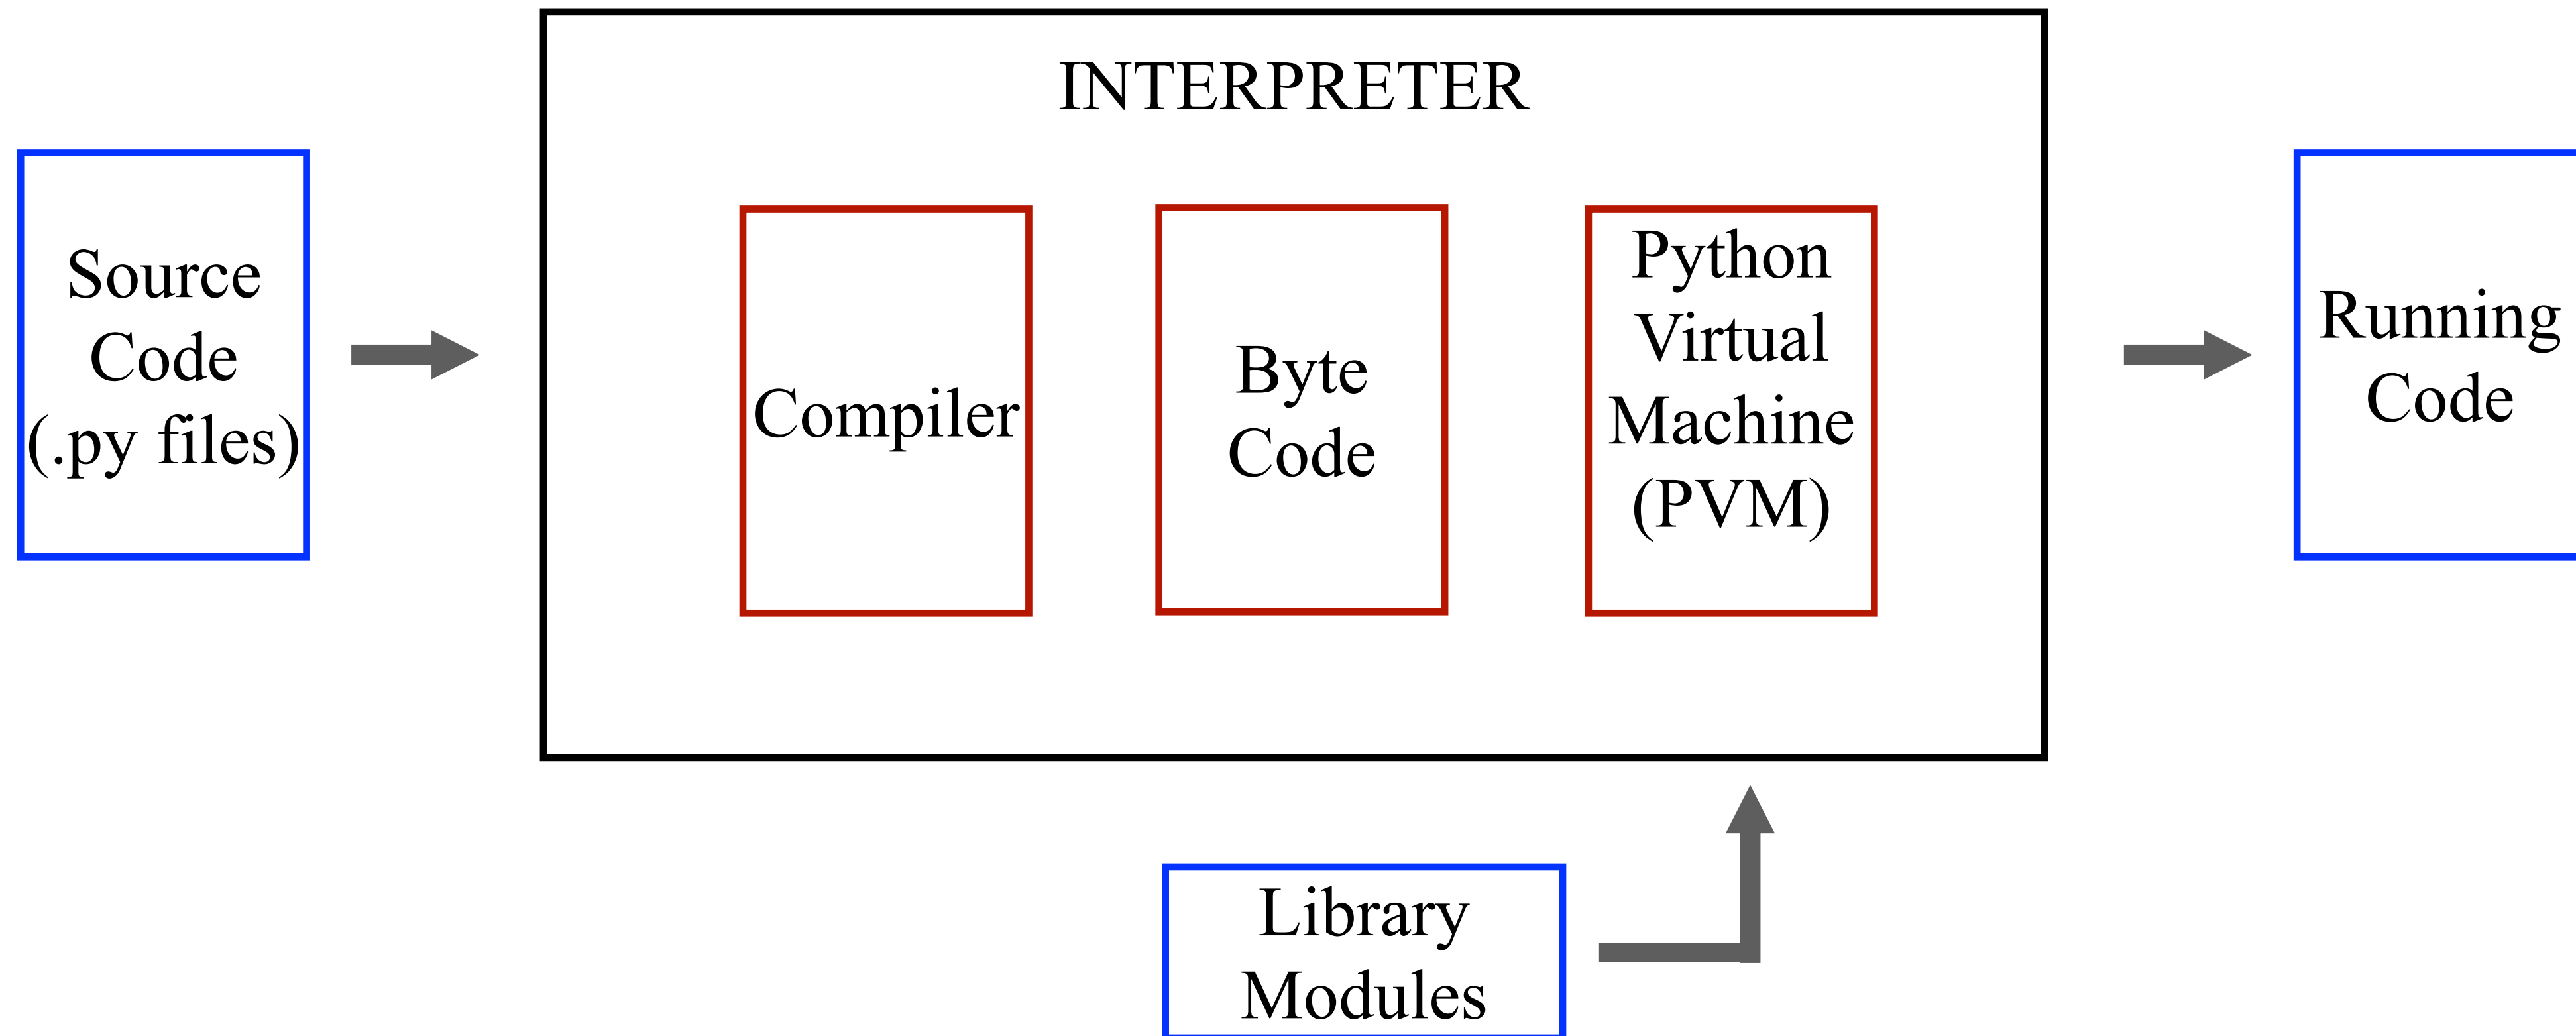 INTERPRETER
Source
Code
(.py files)
Compiler
Byte
Code
Python
Virtual
Machine
(PVM)
Running
Code
Library
Modules